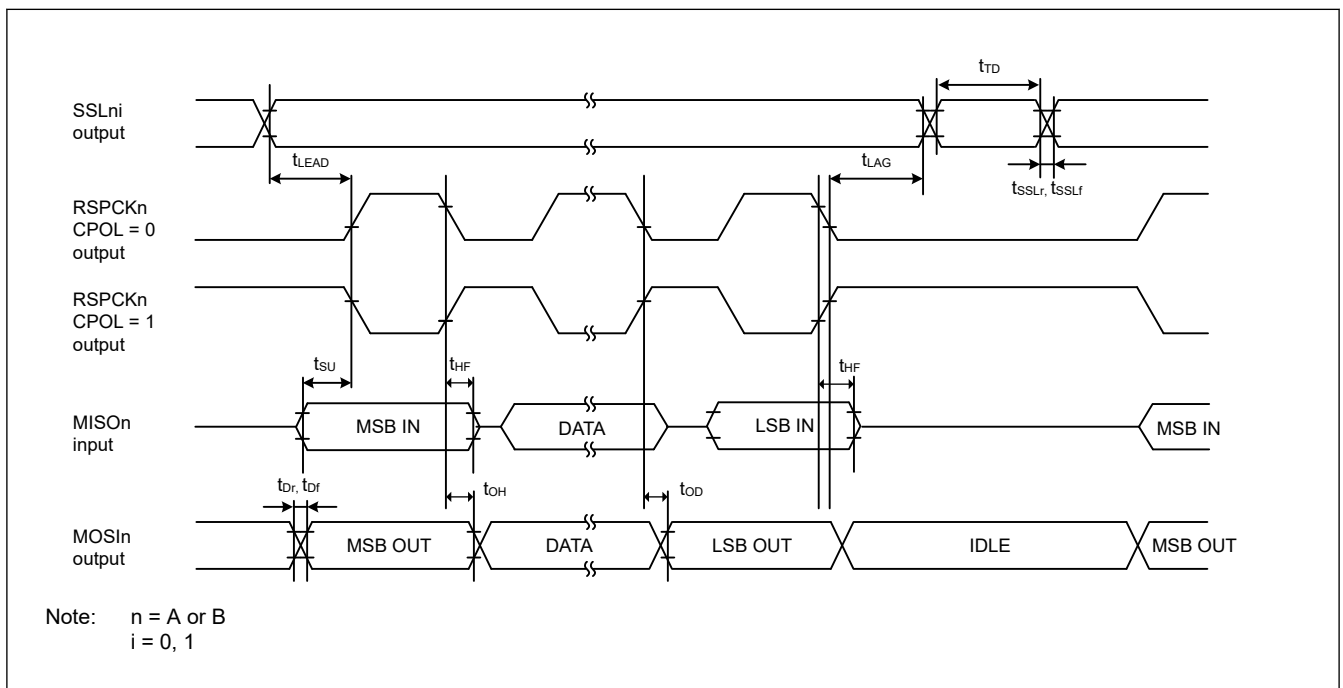 tTD
SSLni
output
tLEAD
tLAG
tSSLr, tSSLf
RSPCKn
CPOL = 0
output
RSPCKn
CPOL = 1
output
tSU
tHF
tHF
MISOn
input
MSB IN
DATA
LSB IN
MSB IN
tDr, tDf
tOH
tOD
MOSIn
output
MSB OUT
DATA
LSB OUT
IDLE
MSB OUT
Note: n = A or B
i = 0, 1